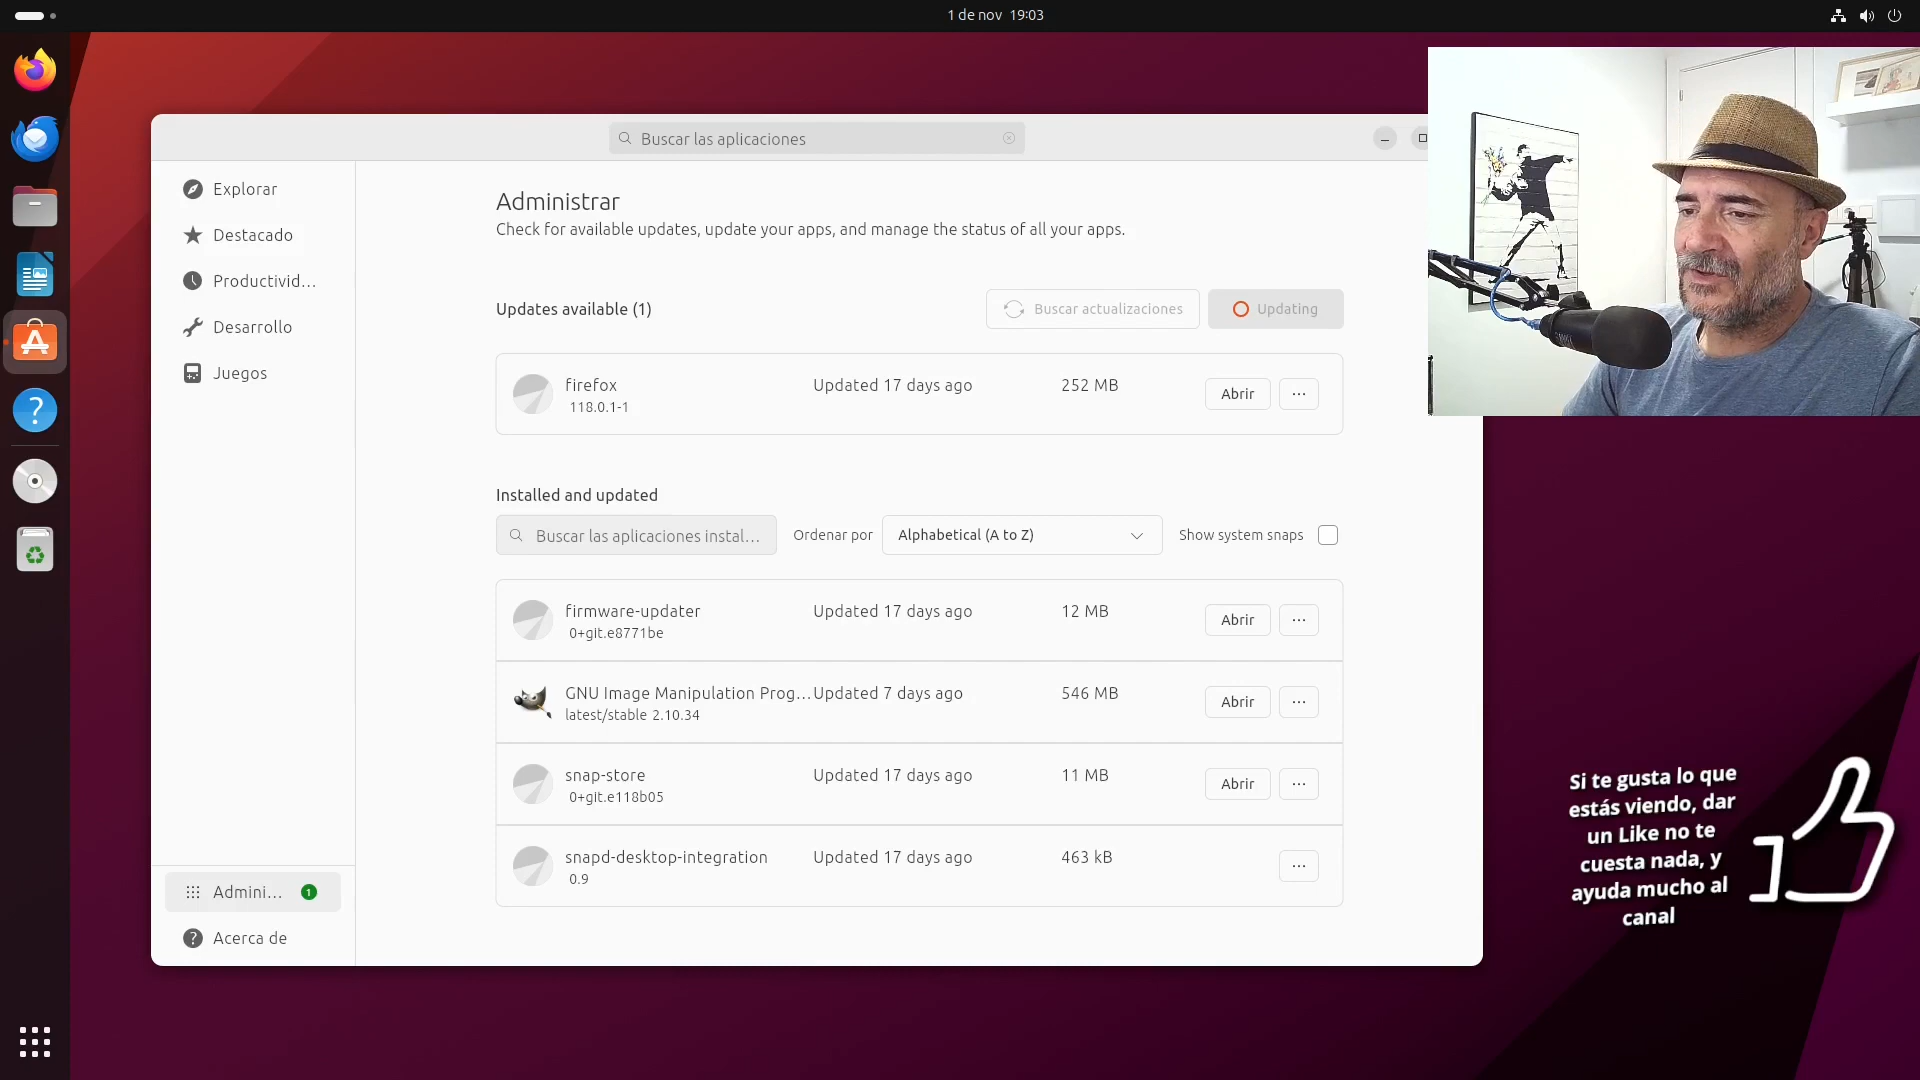 1 de nov 19:03
Buscar las aplicaciones
Explorar
Destacado
Productivid...
Desarrollo
Juegos
Admini... 1
Acerca de
Administrar
Check for available updates, update your apps, and manage the status of all your apps.
Updates available (1)
Buscar actualizaciones
Updating
firefox Updated 17 days ago 252 MB Abrir ...
118.0.1-1
Installed and updated
Buscar las aplicaciones instal... Ordenar por Alphabetical (A to Z) Show system snaps
firmware-updater Updated 17 days ago 12 MB Abrir ...
0+git.e8771be
GNU Image Manipulation Prog... Updated 7 days ago 546 MB Abrir ...
latest/stable 2.10.34
snap-store Updated 17 days ago 11 MB Abrir ...
0+git.e118b05
snapd-desktop-integration Updated 17 days ago 463 kB ...
0.9
Si te gusta lo que
estás viendo, dar
un Like no te
cuesta nada, y
ayuda mucho al
canal